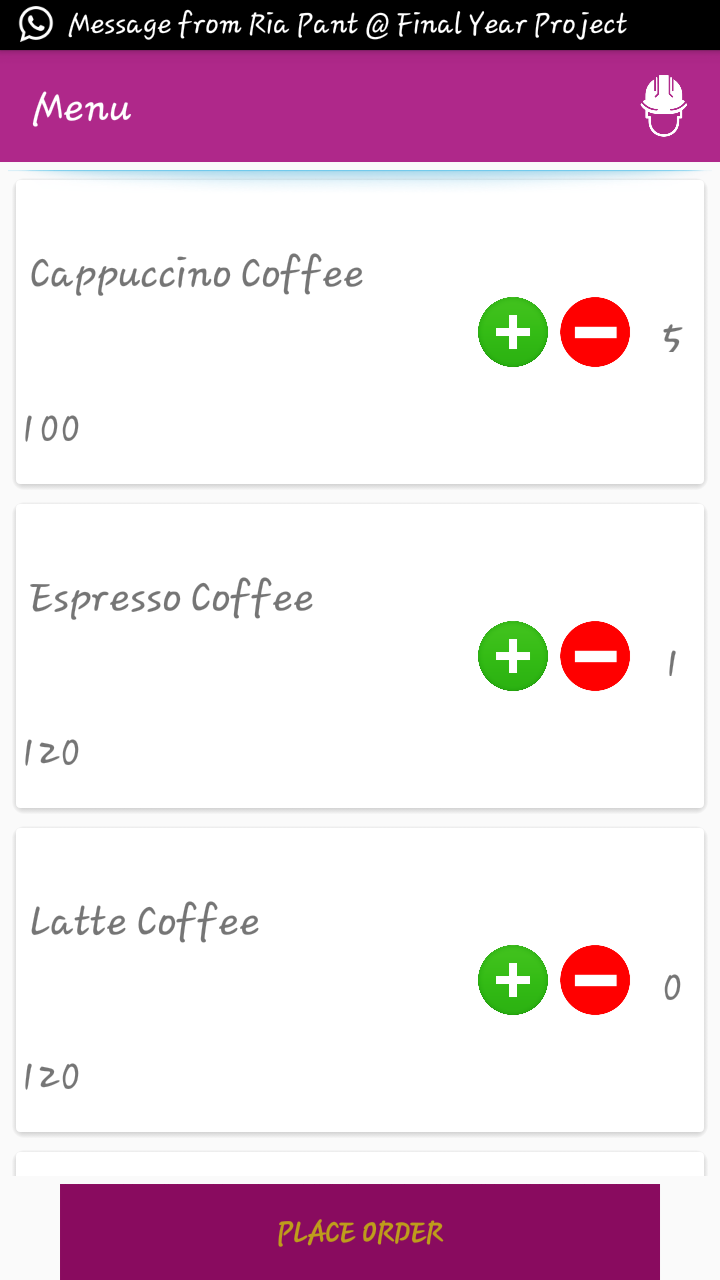 Message from Ria Pant @ Final Year Project
Menu
Cappuccino Coffee
5
100
Espresso Coffee
1
120
Latte Coffee
0
120
PLACE ORDER